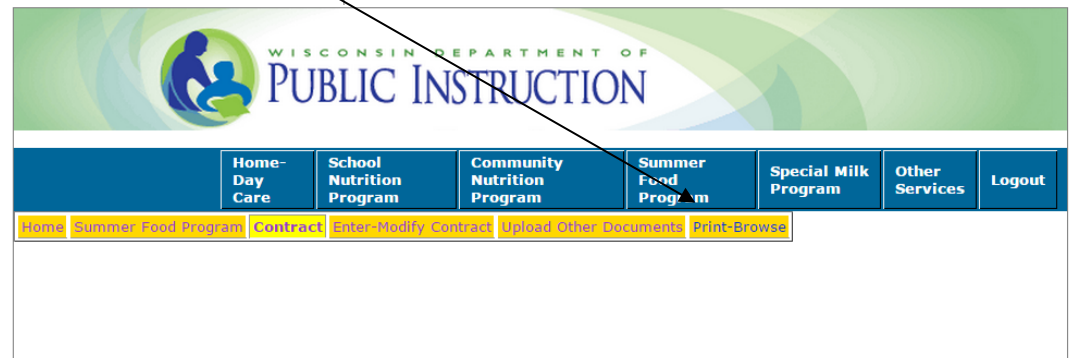 WISCONSIN DEPARTMENT OF
PUBLIC INSTRUCTION
Home-Day Care
School Nutrition Program
Community Nutrition Program
Summer Food Program
Special Milk Program
Other Services
Logout
Home Summer Food Program Contract Enter-Modify Contract Upload Other Documents Print-Browse